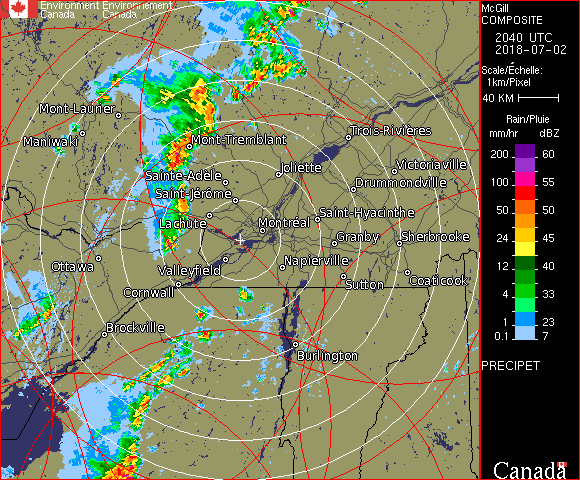 Environment Environnement
Canada Canada
McGill
COMPOSITE
2040 UTC
2018-07-02
Scale/Échelle:
1km/Pixel
40 KM
Rain/Pluie
mm/hr dBZ
200 60
100 55
50 50
24 45
12 40
4 33
1 23
0.1 7
PRECIPET
Canada
Mont-Laurier
Trois-Rivières
Maniwaki
Mont-Tremblant
Joliette
Victoriaville
Sainte-Adèle
Drummondville
Saint-Jérôme
Saint-Hyacinthe
Lachute
Montréal
Granby
Sherbrooke
Ottawa
Valleyfield
Napierville
Coaticook
Cornwall
Sutton
Brockville
Burlington